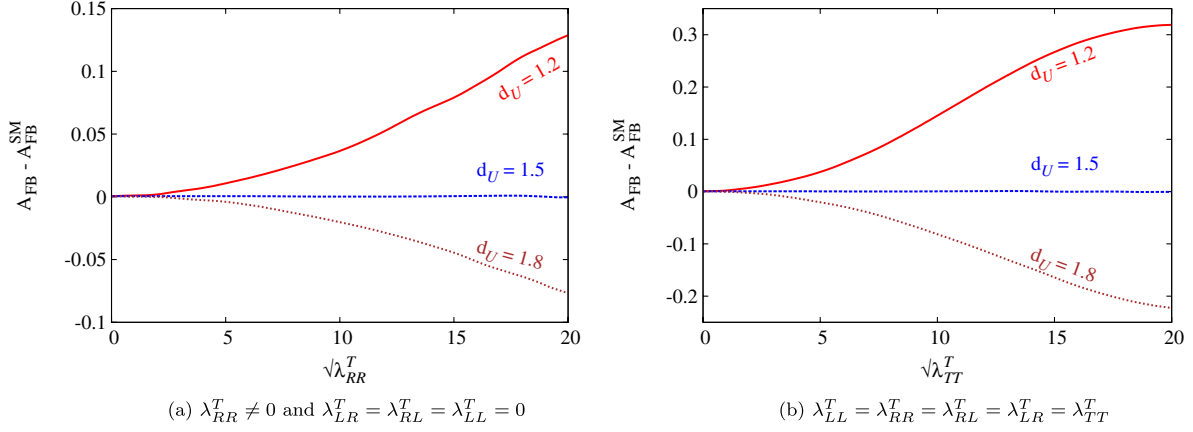 0.15
0.1
0.05
0
-0.05
-0.1
A_FB - A_FB^SM
d_U = 1.2
d_U = 1.5
d_U = 1.8
0 5 10 15 20
√λ_RR^T
(a) λ_RR^T ≠ 0 and λ_LR^T = λ_RL^T = λ_LL^T = 0
0.3
0.2
0.1
0
-0.1
-0.2
A_FB - A_FB^SM
d_U = 1.2
d_U = 1.5
d_U = 1.8
0 5 10 15 20
√λ_TT^T
(b) λ_LL^T = λ_RR^T = λ_RL^T = λ_LR^T = λ_TT^T